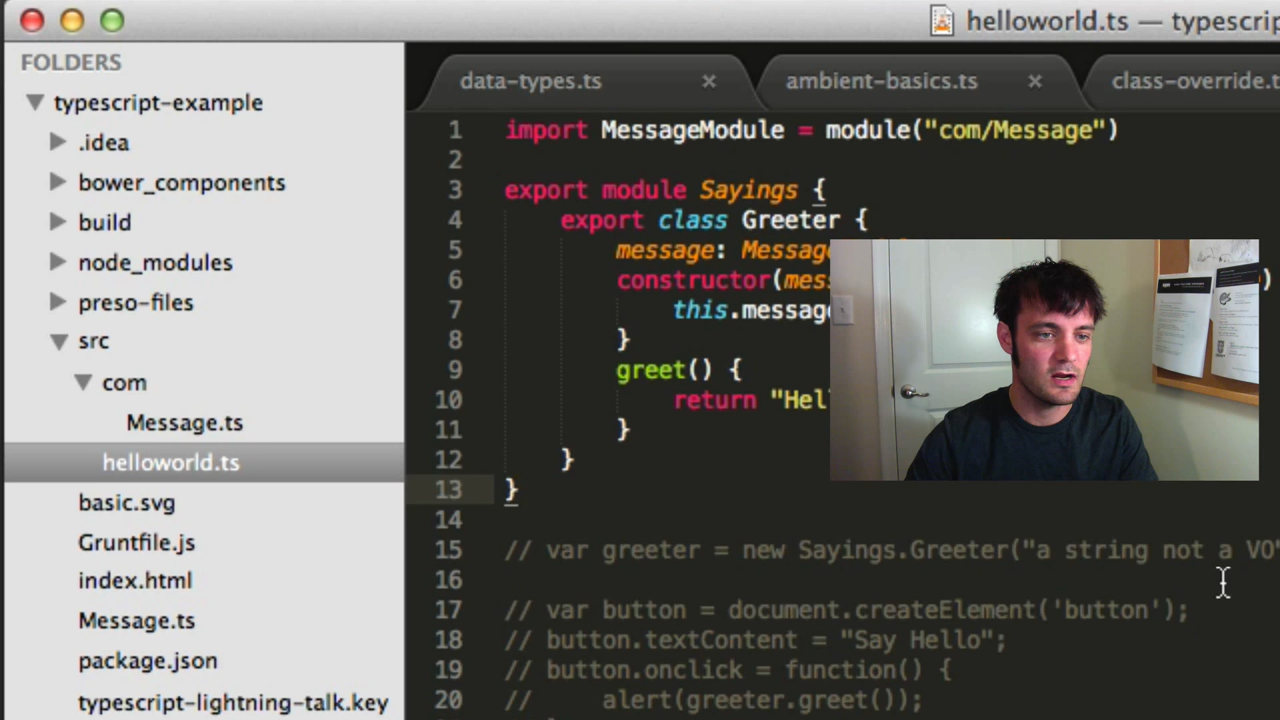 helloworld.ts — typescrip
FOLDERS
typescript-example
.idea
bower_components
build
node_modules
preso-files
src
com
Message.ts
helloworld.ts
basic.svg
Gruntfile.js
index.html
Message.ts
package.json
typescript-lightning-talk.key
data-types.ts × ambient-basics.ts × class-override.t
1 import MessageModule = module("com/Message")
2
3 export module Sayings {
4 export class Greeter {
5 message: Message
6 constructor(mes )
7 this.message
8 }
9 greet() {
10 return "Hel
11 }
12 }
13 }
14
15 // var greeter = new Sayings.Greeter("a string not a VO"
16
17 // var button = document.createElement('button');
18 // button.textContent = "Say Hello";
19 // button.onclick = function() {
20 // alert(greeter.greet());